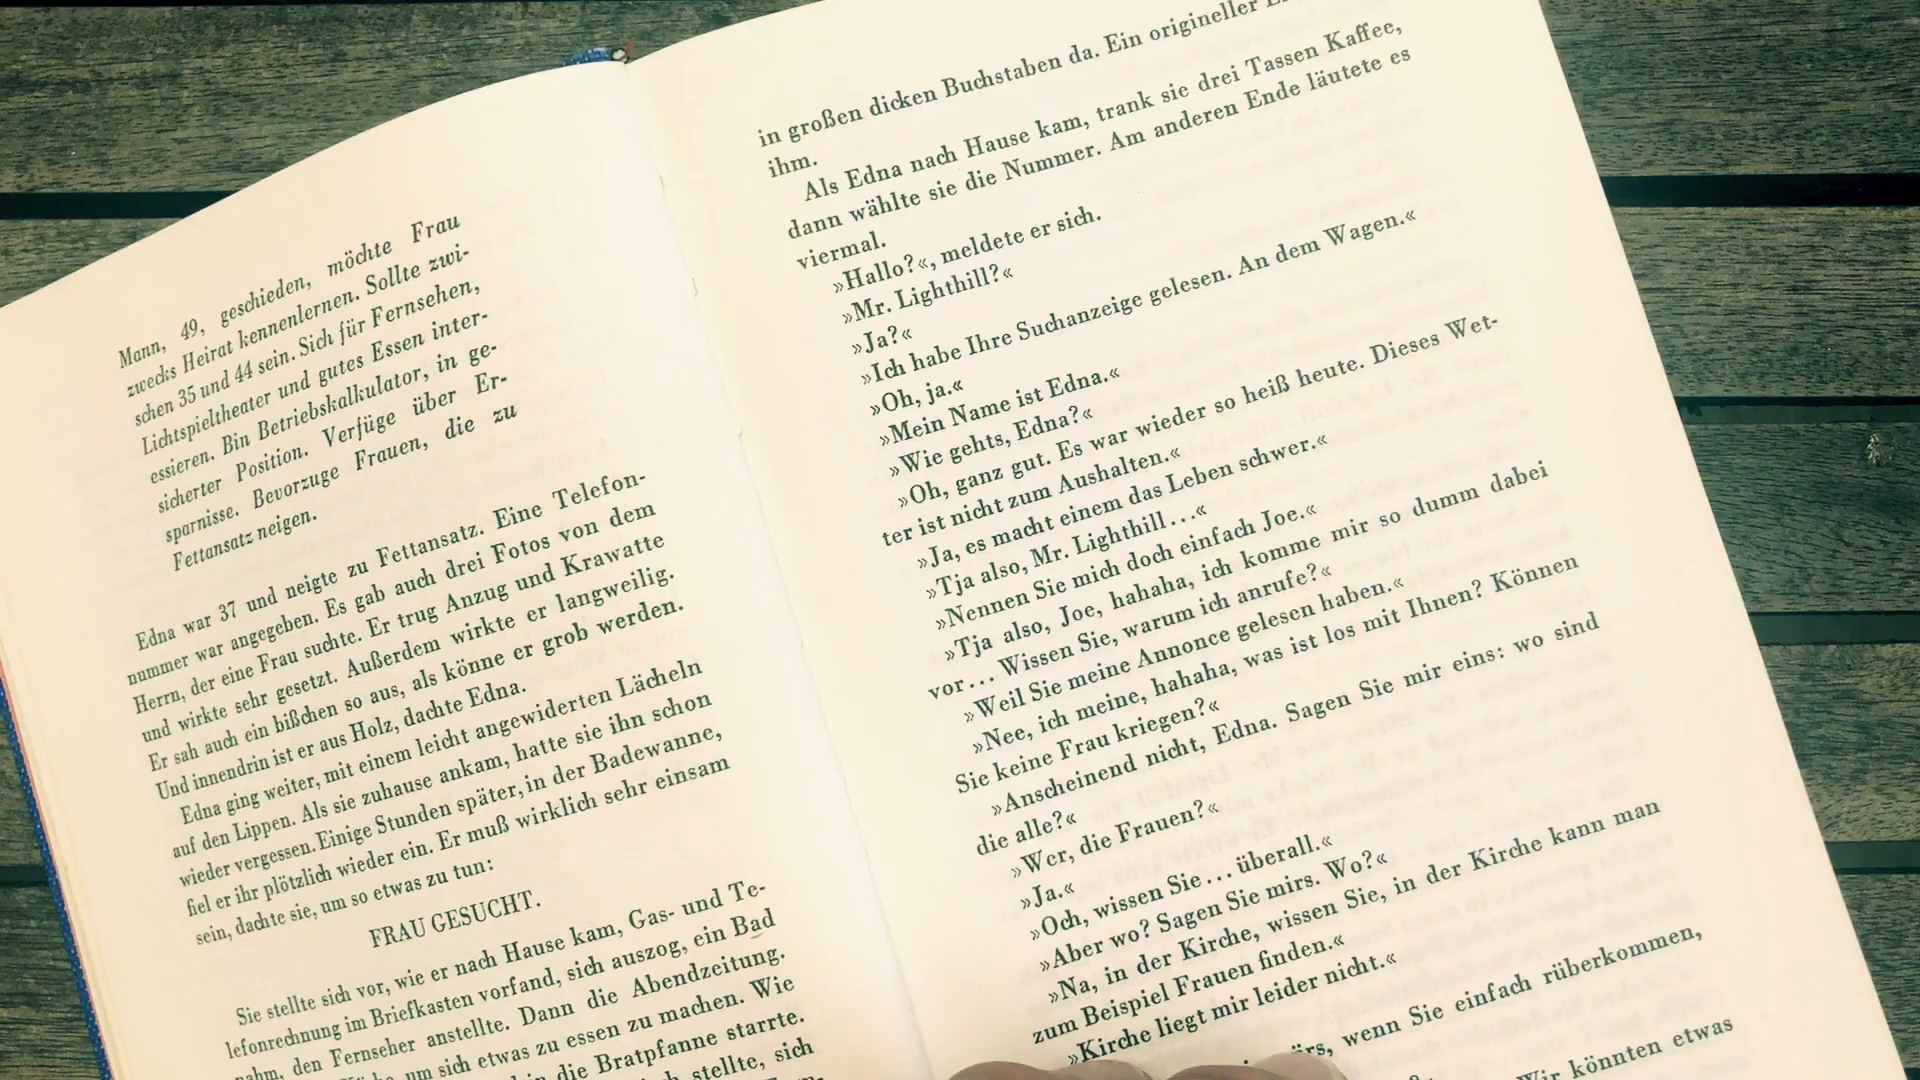 Mann, 49, geschieden, möchte Frau
zwecks Heirat kennenlernen. Sollte zwi-
schen 35 und 44 sein. Sich für Fernsehen,
Lichtspieltheater und gutes Essen inter-
essieren. Bin Betriebskalkulator, in ge-
sicherter Position. Verfüge über Er-
sparnisse. Bevorzuge Frauen, die zu
Fettansatz neigen.
Edna war 37 und neigte zu Fettansatz. Eine Telefon-
nummer war angegeben. Es gab auch drei Fotos von dem
Herrn, der eine Frau suchte. Er trug Anzug und Krawatte
und wirkte sehr gesetzt. Außerdem wirkte er langweilig.
Er sah auch ein bißchen so aus, als könne er grob werden.
Und innendrin ist er aus Holz, dachte Edna.
Edna ging weiter, mit einem leicht angewiderten Lächeln
auf den Lippen. Als sie zuhause ankam, hatte sie ihn schon
wieder vergessen. Einige Stunden später, in der Badewanne,
fiel er ihr plötzlich wieder ein. Er muß wirklich sehr einsam
sein, dachte sie, um so etwas zu tun:
FRAU GESUCHT.
Sie stellte sich vor, wie er nach Hause kam, Gas- und Te-
lefonrechnung im Briefkasten vorfand, sich auszog, ein Bad
nahm, den Fernseher anstellte. Dann die Abendzeitung.
um sich etwas zu essen zu machen. Wie
in die Bratpfanne starrte.
stellte, sich
in großen dicken Buchstaben da. Ein origineller
ihm.
Als Edna nach Hause kam, trank sie drei Tassen Kaffee,
dann wählte sie die Nummer. Am anderen Ende läutete es
viermal.
»Hallo?«, meldete er sich.
»Mr. Lighthill?«
»Ja?«
»Ich habe Ihre Suchanzeige gelesen. An dem Wagen.«
»Oh, ja.«
»Mein Name ist Edna.«
»Wie gehts, Edna?«
»Oh, ganz gut. Es war wieder so heiß heute. Dieses Wet-
ter ist nicht zum Aushalten.«
»Ja, es macht einem das Leben schwer.«
»Tja also, Mr. Lighthill...«
»Nennen Sie mich doch einfach Joe.«
»Tja also, Joe, hahaha, ich komme mir so dumm dabei
vor... Wissen Sie, warum ich anrufe?«
»Weil Sie meine Annonce gelesen haben.«
»Nee, ich meine, hahaha, was ist los mit Ihnen? Können
Sie keine Frau kriegen?«
»Anscheinend nicht, Edna. Sagen Sie mir eins: wo sind
die alle?«
»Wer, die Frauen?«
»Ja.«
»Och, wissen Sie... überall.«
»Aber wo? Sagen Sie mirs. Wo?«
»Na, in der Kirche, wissen Sie, in der Kirche kann man
zum Beispiel Frauen finden.«
»Kirche liegt mir leider nicht.«
wenn Sie einfach rüberkommen,
Wir könnten etwas